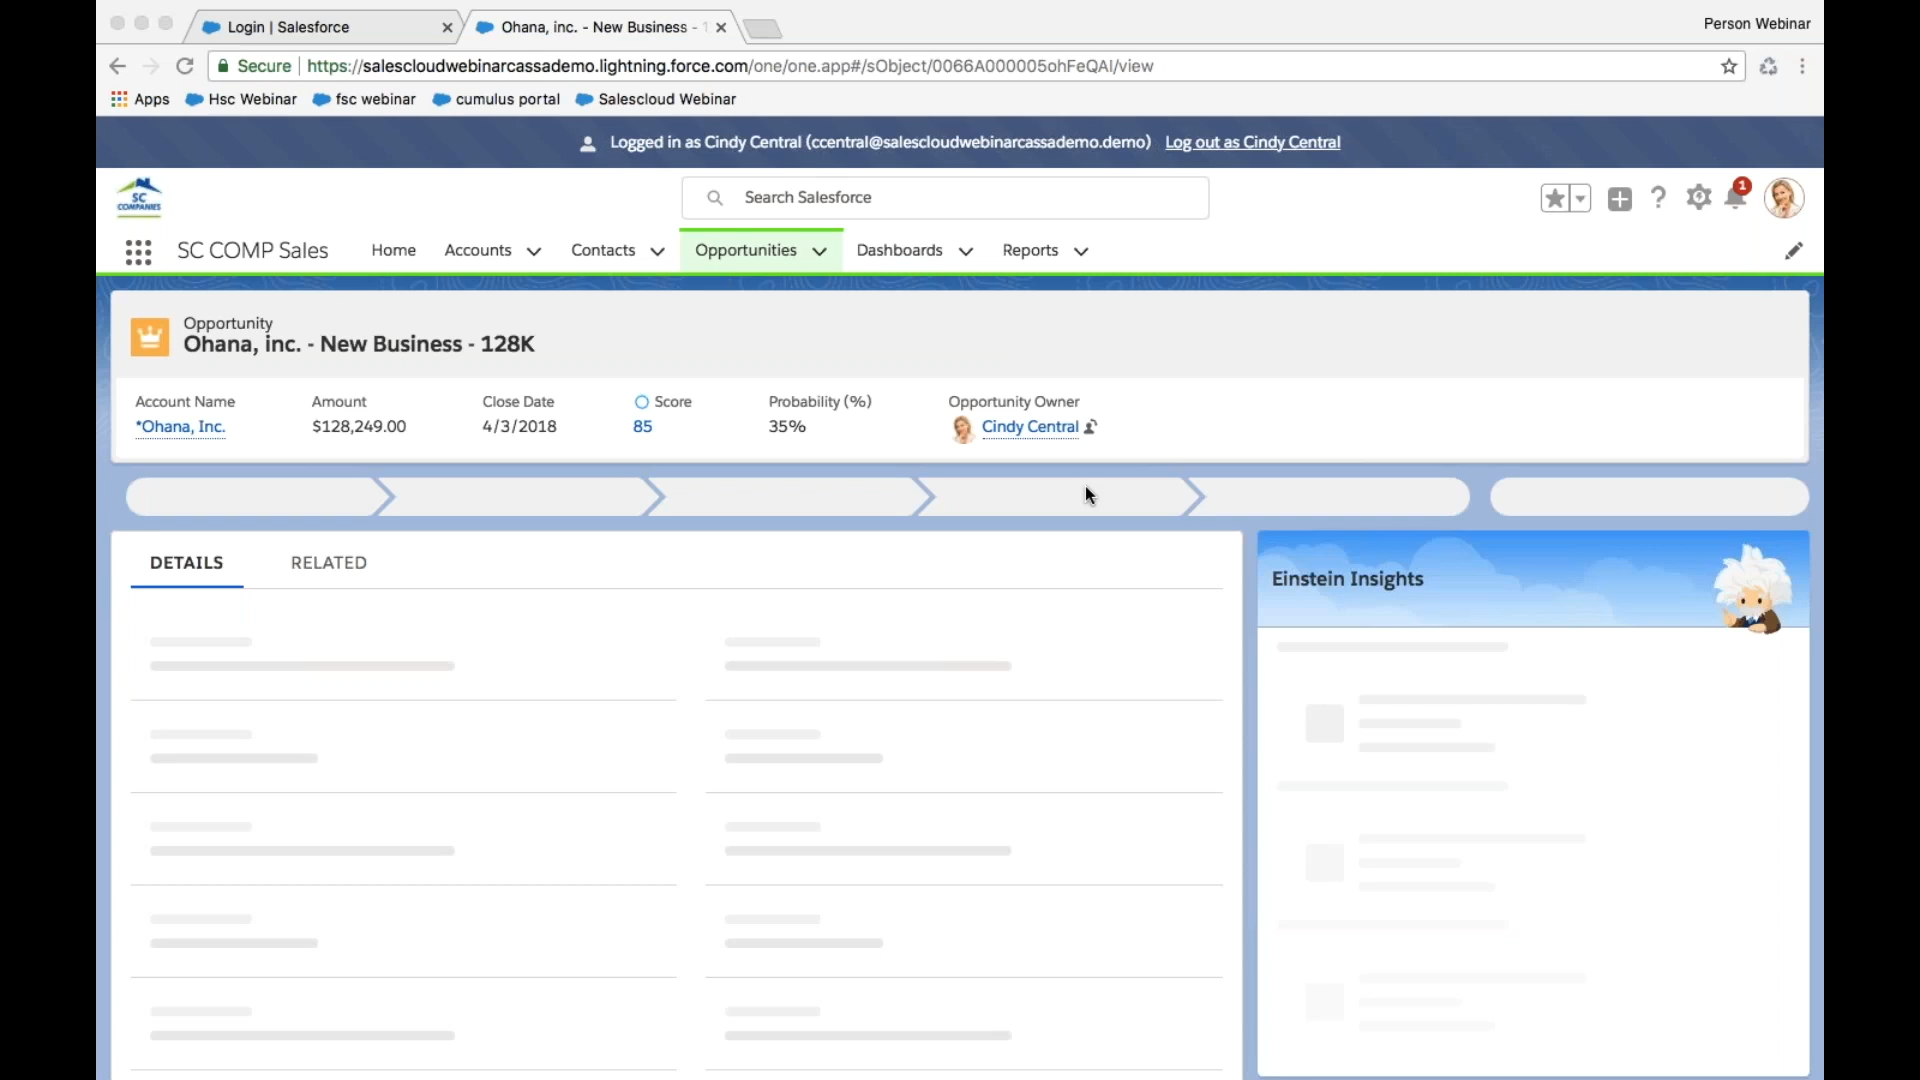 Login | Salesforce
Ohana, inc. - New Business - 1
Person Webinar
Secure
https://salescloudwebinarcassademo.lightning.force.com/one/one.app#/sObject/0066A000005ohFeQAI/view
Apps
Hsc Webinar
fsc webinar
cumulus portal
Salescloud Webinar
Logged in as Cindy Central (ccentral@salescloudwebinarcassademo.demo) Log out as Cindy Central
SC
COMPANIES
Search Salesforce
1
SC COMP Sales
Home
Accounts
Contacts
Opportunities
Dashboards
Reports
Opportunity
Ohana, inc. - New Business - 128K
Account Name
Amount
Close Date
Score
Probability (%)
Opportunity Owner
*Ohana, Inc.
$128,249.00
4/3/2018
85
35%
Cindy Central
DETAILS
RELATED
Einstein Insights